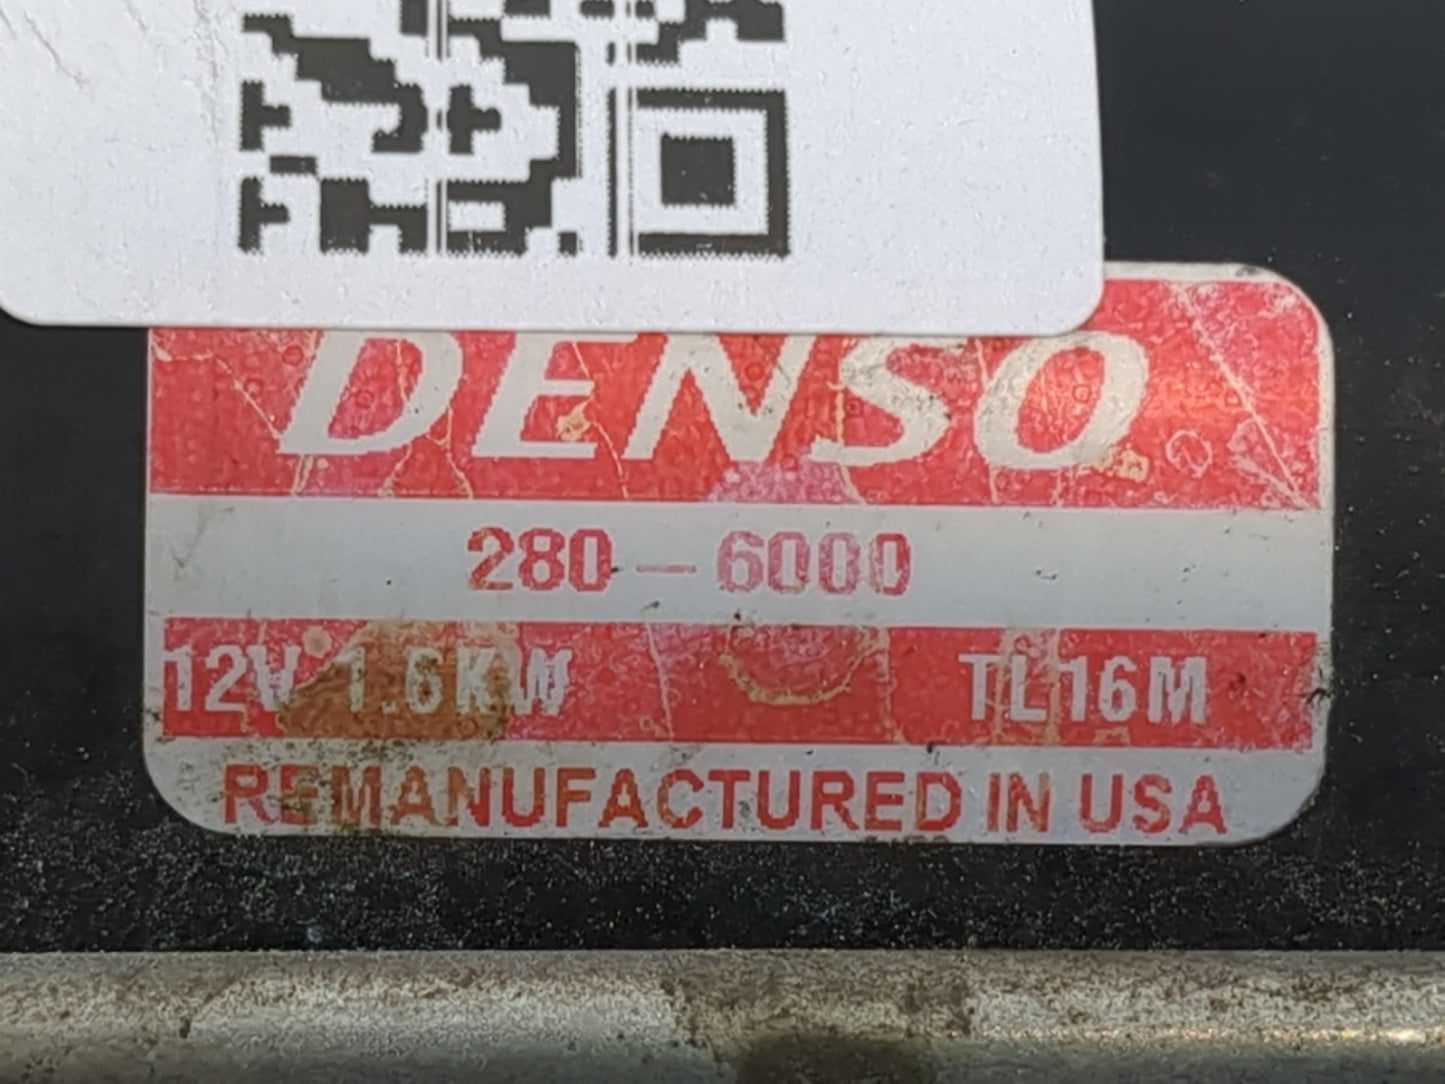 DENSO
280-6000
12V 1.6KW TL16M
REMANUFACTURED IN USA